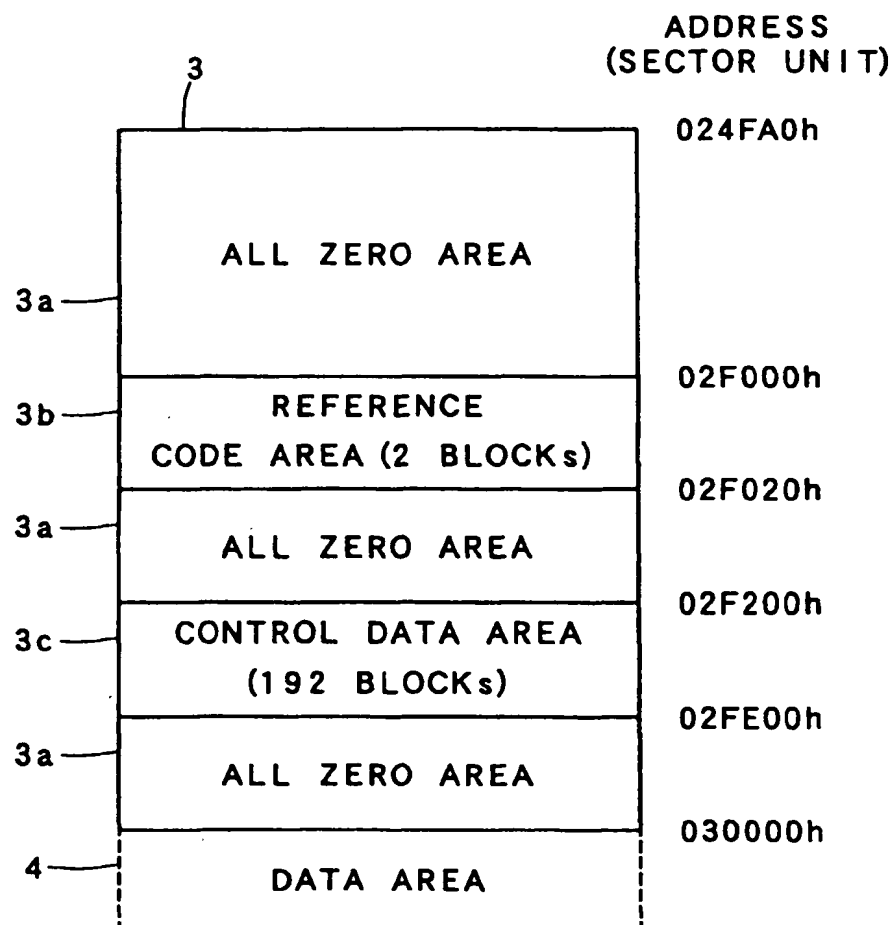 ADDRESS
(SECTOR UNIT)
3
024FA0h
ALL ZERO AREA
3a
02F000h
3b
REFERENCE
CODE AREA (2 BLOCKs)
02F020h
3a
ALL ZERO AREA
02F200h
3c
CONTROL DATA AREA
(192 BLOCKs)
02FE00h
3a
ALL ZERO AREA
030000h
4
DATA AREA